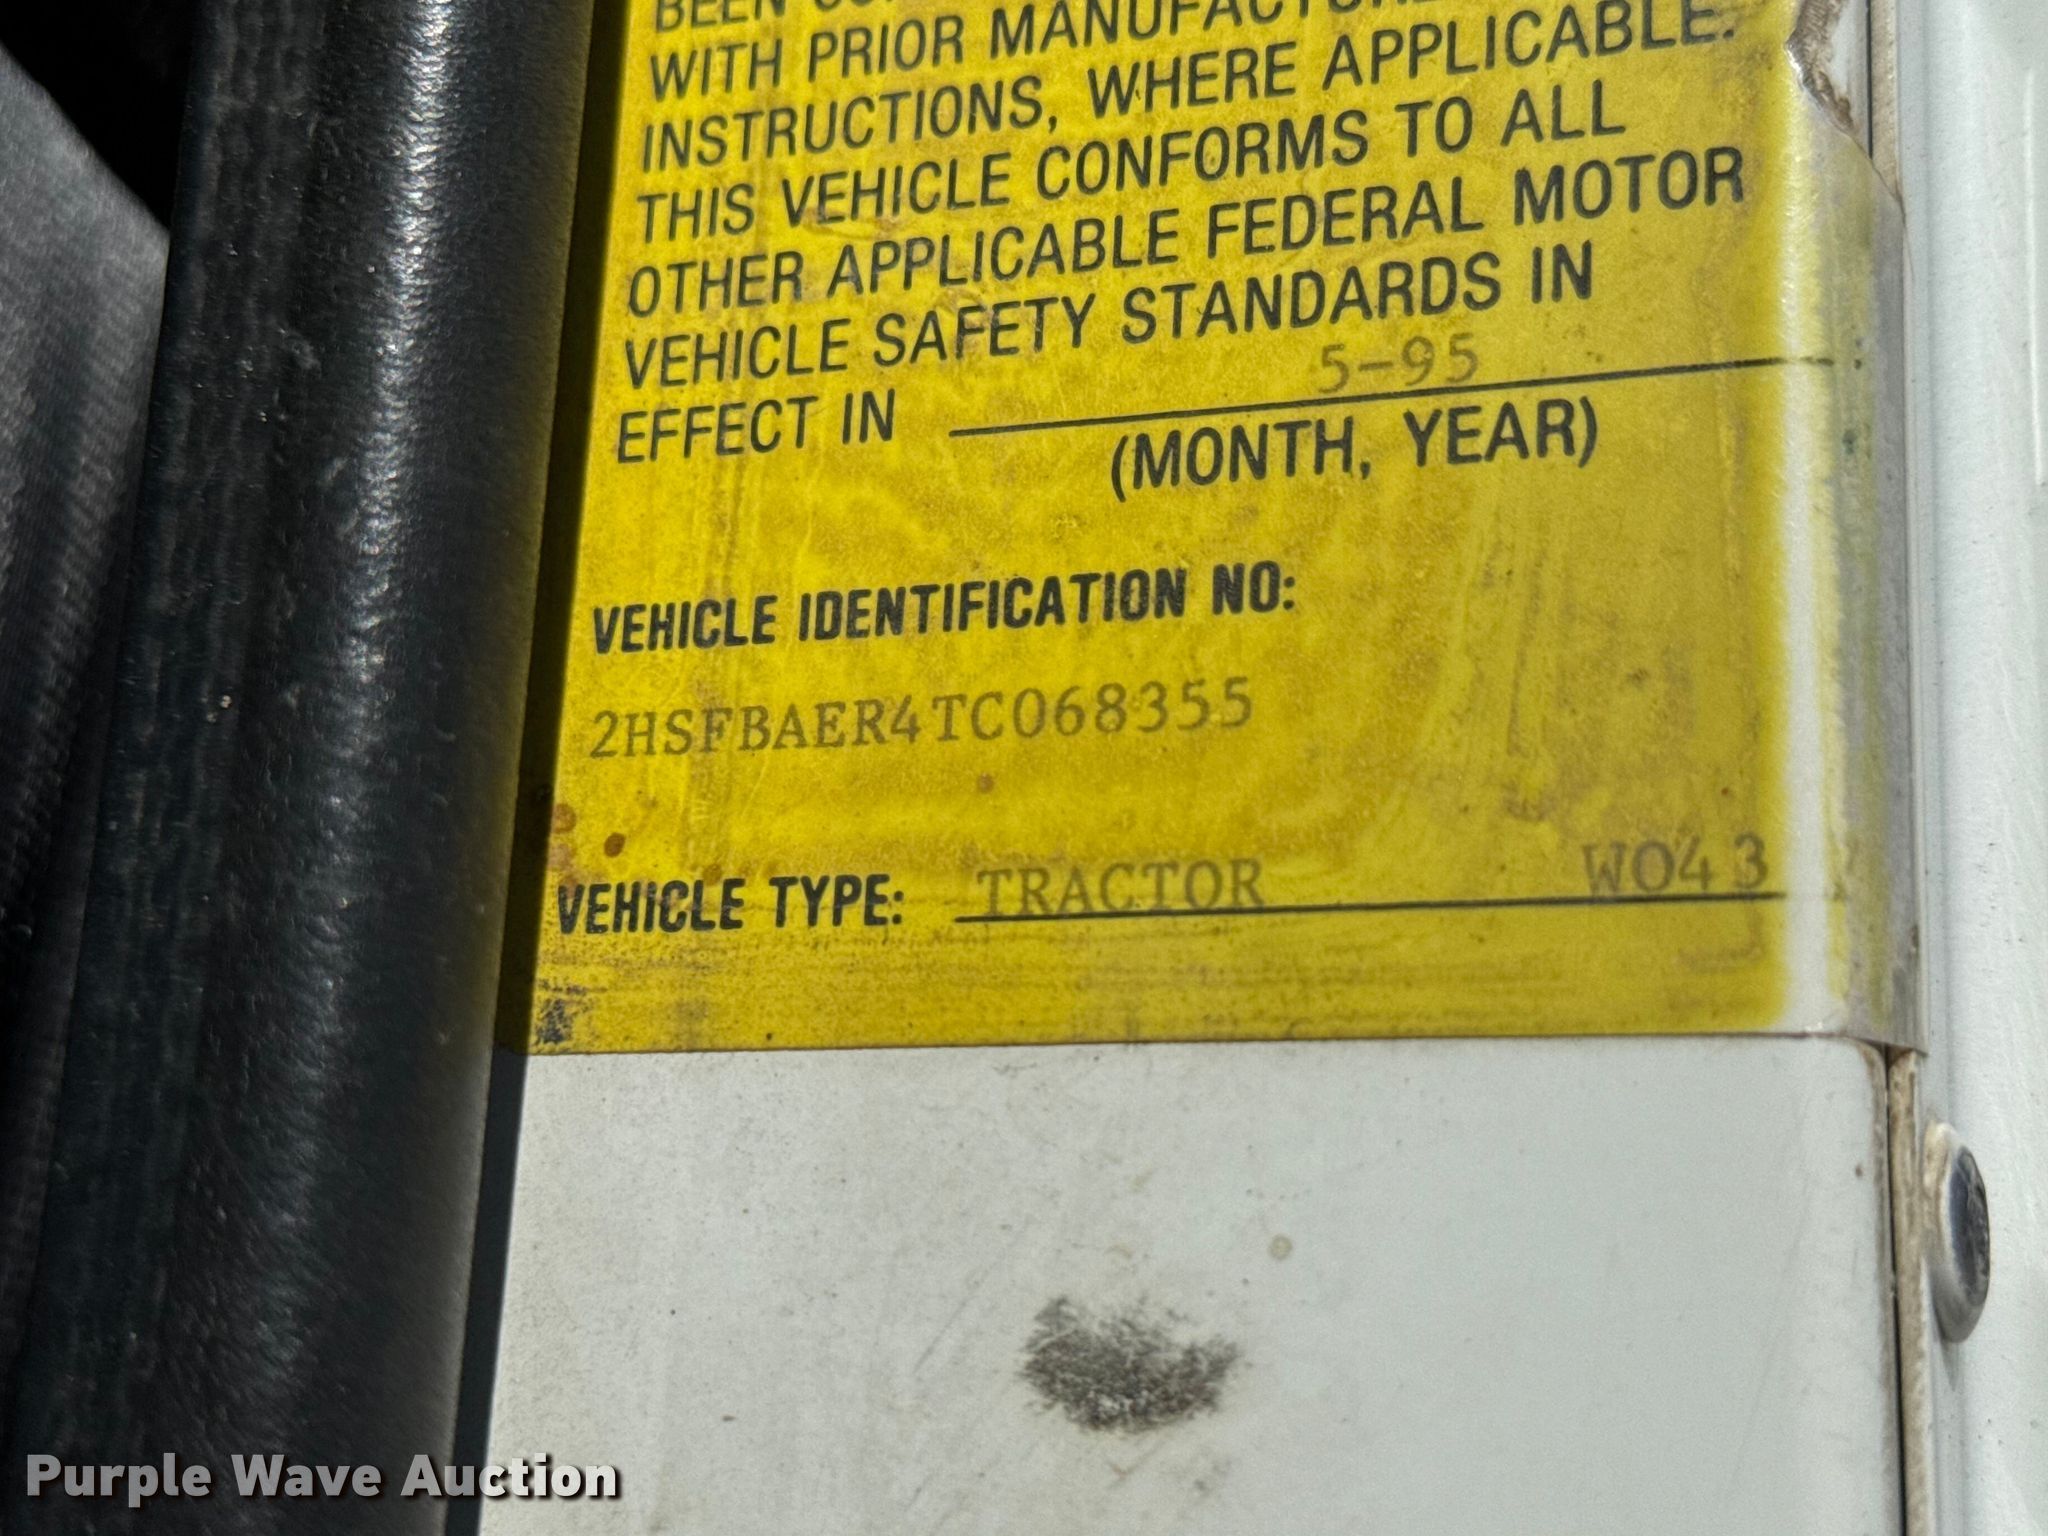 WITH PRIOR MANUFACTURE
INSTRUCTIONS, WHERE APPLICABLE.
THIS VEHICLE CONFORMS TO ALL
OTHER APPLICABLE FEDERAL MOTOR
VEHICLE SAFETY STANDARDS IN
EFFECT IN 5-95
(MONTH, YEAR)
VEHICLE IDENTIFICATION NO:
2HSFBAER4TC068355
VEHICLE TYPE: TRACTOR W043
Purple Wave Auction